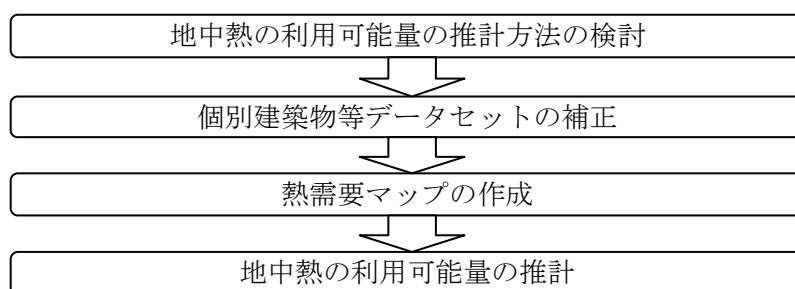 地中熱の利用可能量の推計方法の検討
個別建築物等データセットの補正
熱需要マップの作成
地中熱の利用可能量の推計